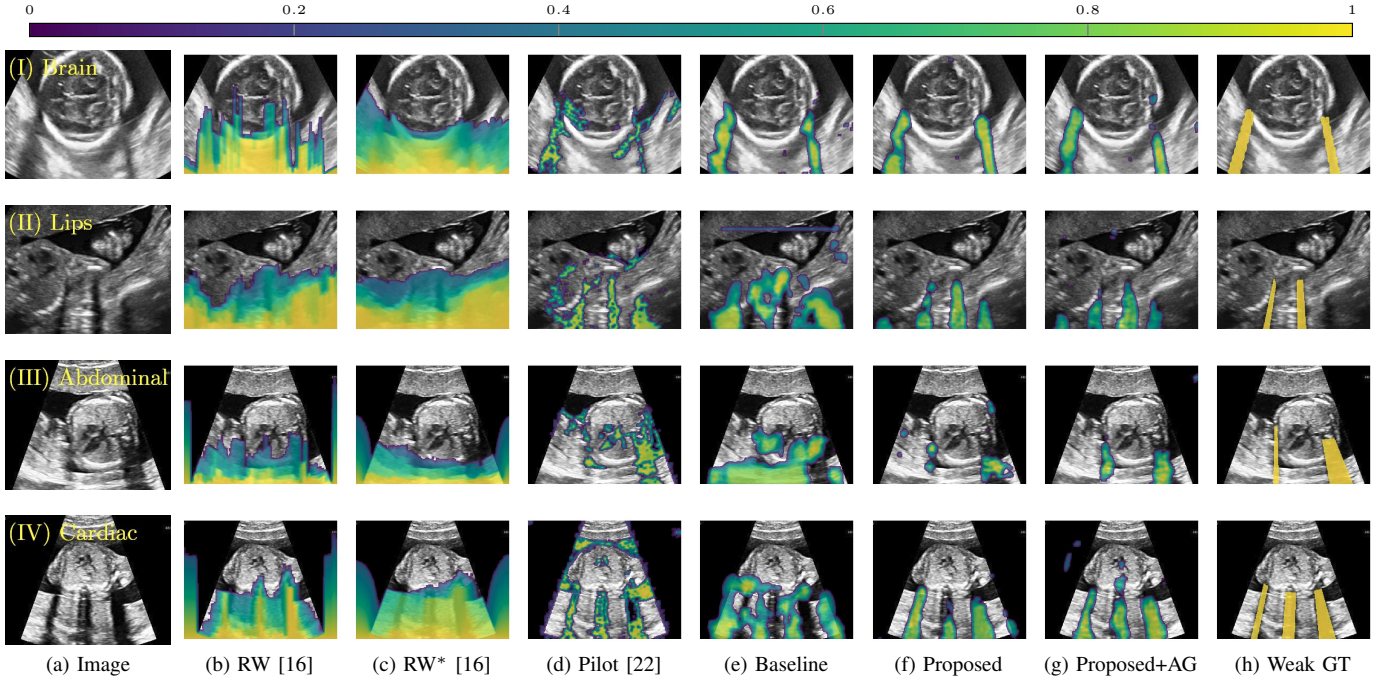 0 0.2 0.4 0.6 0.8 1
(I) Brain
(II) Lips
(III) Abdominal
(IV) Cardiac
(a) Image (b) RW [16] (c) RW* [16] (d) Pilot [22] (e) Baseline (f) Proposed (g) Proposed+AG (h) Weak GT